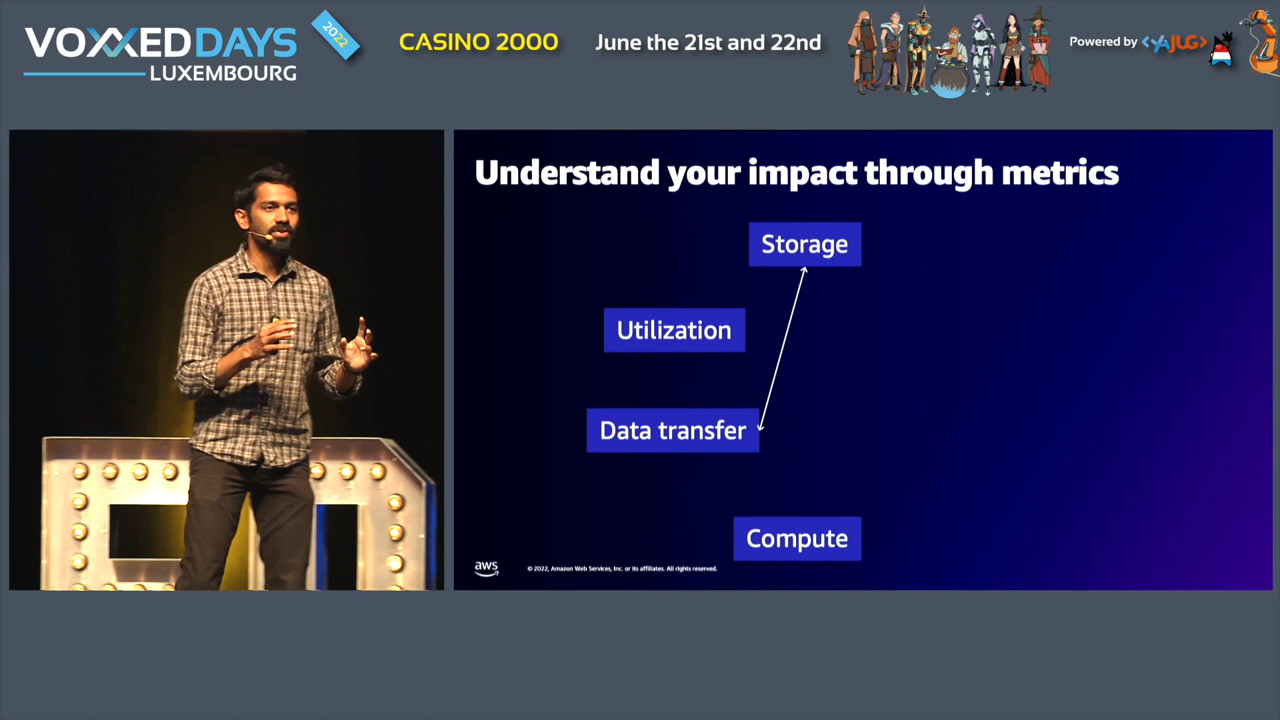 VOXXEDDAYS
LUXEMBOURG
2022
CASINO 2000
June the 21st and 22nd
Powered by <YAJUG>
Understand your impact through metrics
Storage
Utilization
Data transfer
Compute
aws
© 2022, Amazon Web Services, Inc. or its affiliates. All rights reserved.